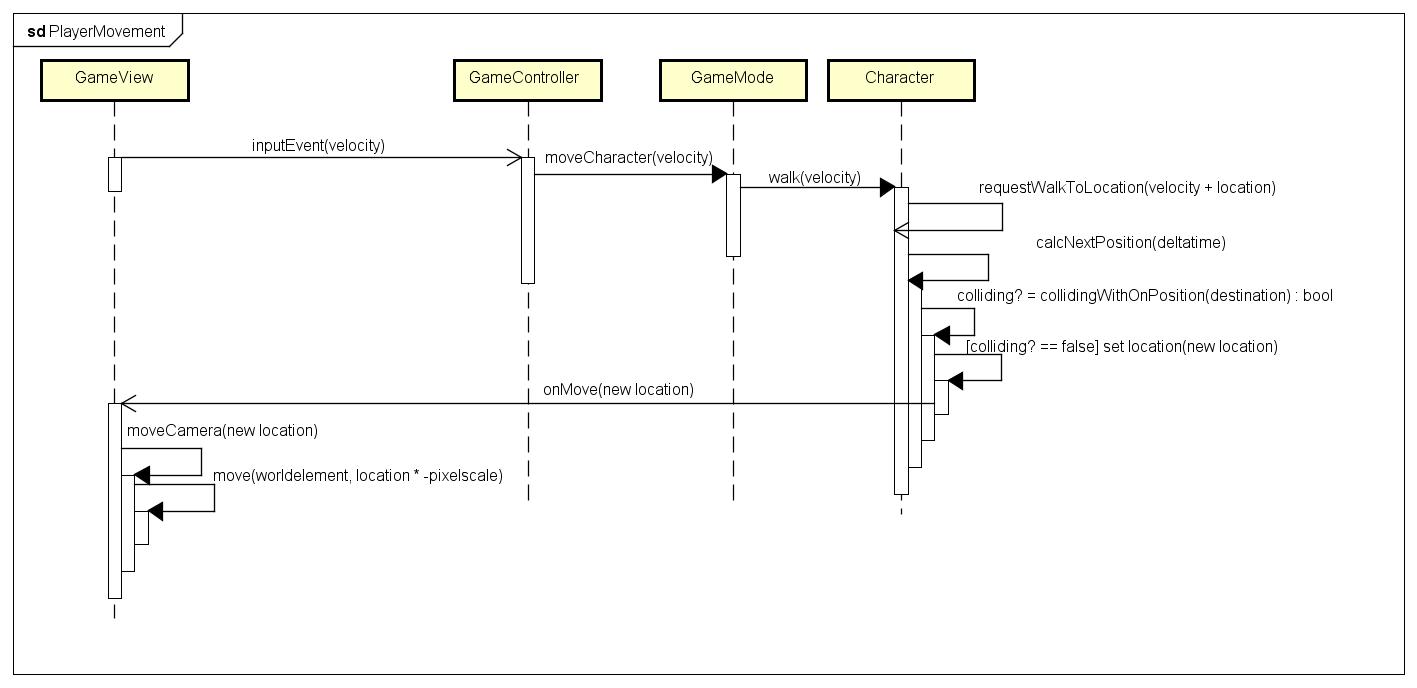 sd PlayerMovement
GameView
GameController
GameMode
Character
inputEvent(velocity)
moveCharacter(velocity)
walk(velocity)
requestWalkToLocation(velocity + location)
calcNextPosition(deltatime)
colliding? = collidingWithOnPosition(destination) : bool
[colliding? == false] set location(new location)
onMove(new location)
moveCamera(new location)
move(worldelement, location * -pixelscale)